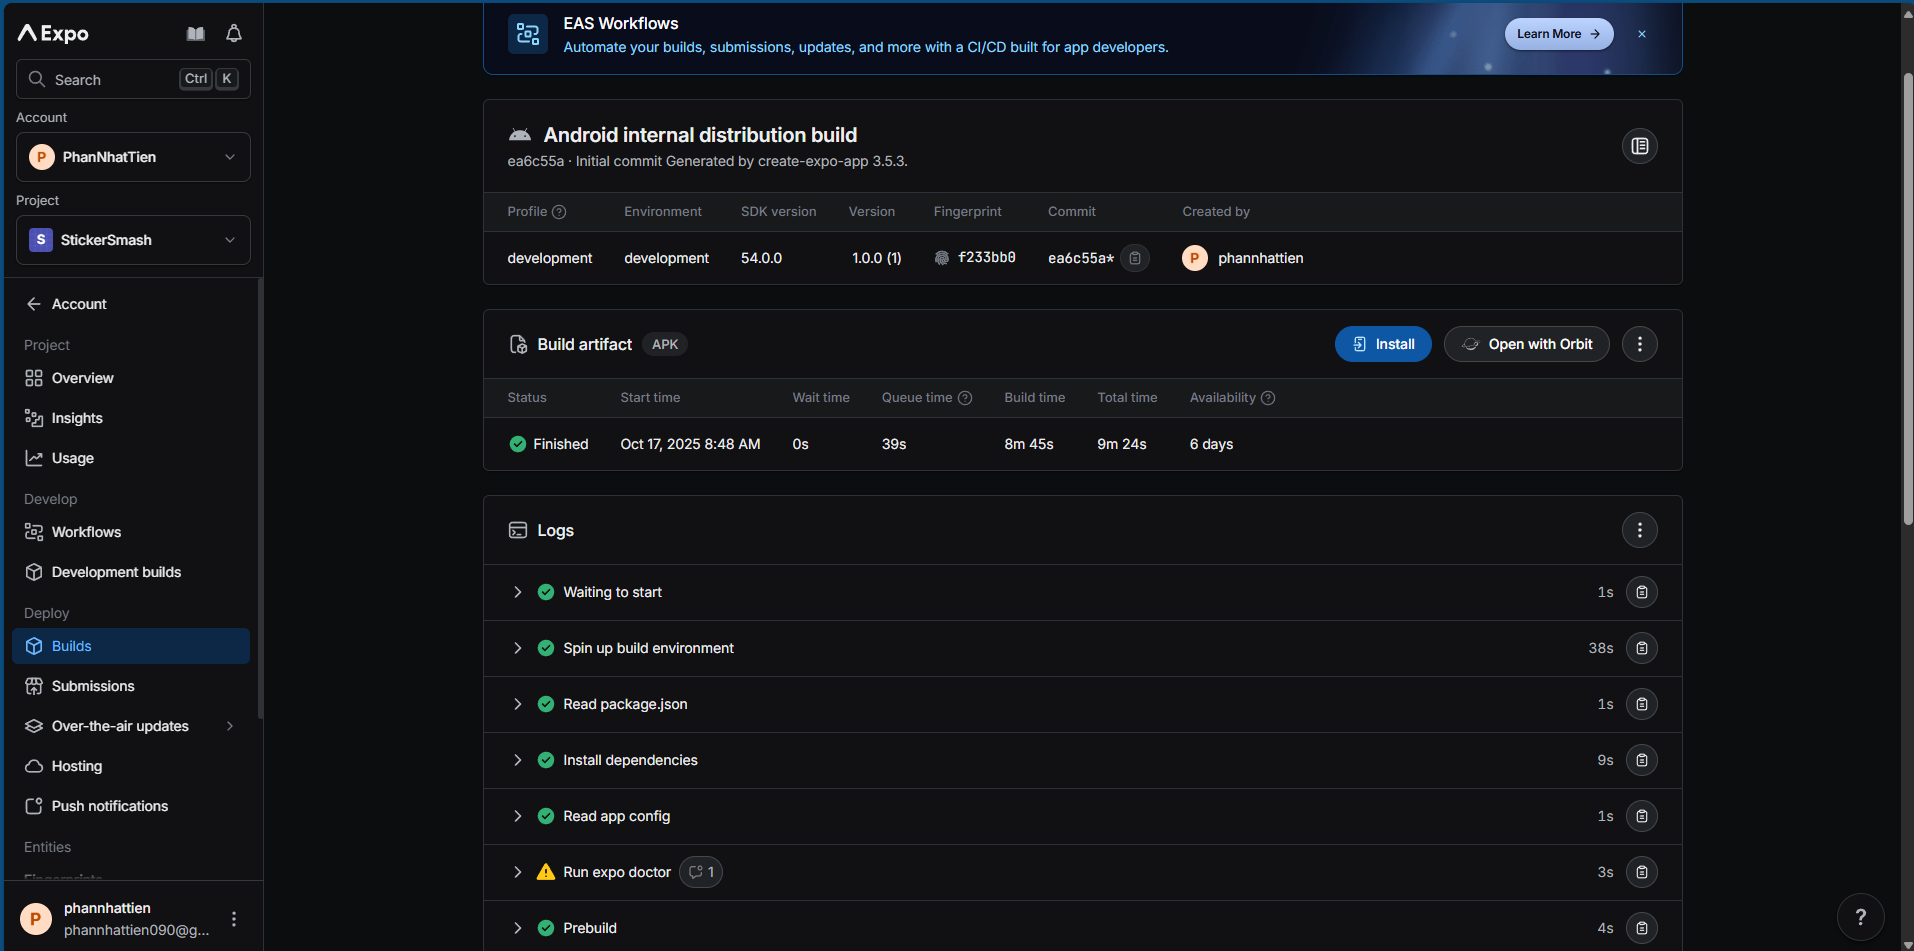 Expo
Search Ctrl K
Account
P PhanNhatTien
Project
S StickerSmash
Account
Project
Overview
Insights
Usage
Develop
Workflows
Development builds
Deploy
Builds
Submissions
Over-the-air updates
Hosting
Push notifications
Entities
Fingerprints
P phannhattien
phannhattien090@g...
EAS Workflows
Automate your builds, submissions, updates, and more with a CI/CD built for app developers.
Learn More
Android internal distribution build
ea6c55a · Initial commit Generated by create-expo-app 3.5.3.
Profile Environment SDK version Version Fingerprint Commit Created by
development development 54.0.0 1.0.0 (1) f233bb0 ea6c55a* P phannhattien
Build artifact APK Install Open with Orbit
Status Start time Wait time Queue time Build time Total time Availability
Finished Oct 17, 2025 8:48 AM 0s 39s 8m 45s 9m 24s 6 days
Logs
Waiting to start 1s
Spin up build environment 38s
Read package.json 1s
Install dependencies 9s
Read app config 1s
Run expo doctor 1 3s
Prebuild 4s
?